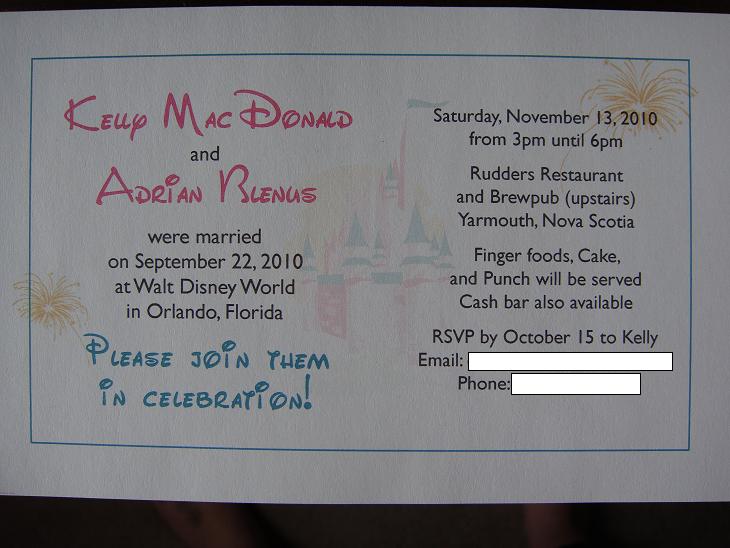 Kelly MacDonald
and
Adrian Blenus
were married
on September 22, 2010
at Walt Disney World
in Orlando, Florida
Please join them
in celebration!
Saturday, November 13, 2010
from 3pm until 6pm
Rudders Restaurant
and Brewpub (upstairs)
Yarmouth, Nova Scotia
Finger foods, Cake,
and Punch will be served
Cash bar also available
RSVP by October 15 to Kelly
Email:
Phone: